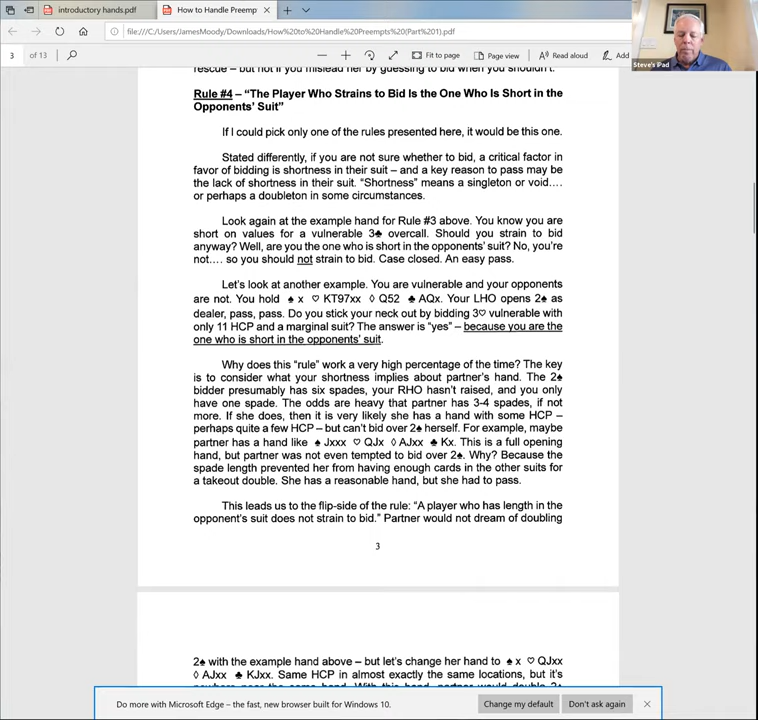 introductory hands.pdf
How to Handle Preempt
file:///C:/Users/JamesMoody/Downloads/How%20to%20Handle%20Preempts%20(Part%201).pdf
3 of 13
Fit to page
Page view
Read aloud
Add
Steve's iPad
rescue – but not if you mislead her by guessing to bid when you shouldn't.
Rule #4 – "The Player Who Strains to Bid Is the One Who Is Short in the
Opponents' Suit"
If I could pick only one of the rules presented here, it would be this one.
Stated differently, if you are not sure whether to bid, a critical factor in
favor of bidding is shortness in their suit – and a key reason to pass may be
the lack of shortness in their suit. "Shortness" means a singleton or void….
or perhaps a doubleton in some circumstances.
Look again at the example hand for Rule #3 above. You know you are
short on values for a vulnerable 3♣ overcall. Should you strain to bid
anyway? Well, are you the one who is short in the opponents' suit? No, you're
not…. so you should not strain to bid. Case closed. An easy pass.
Let's look at another example. You are vulnerable and your opponents
are not. You hold ♠ x ♡ KT97xx ◊ Q52 ♣ AQx. Your LHO opens 2♠ as
dealer, pass, pass. Do you stick your neck out by bidding 3♡ vulnerable with
only 11 HCP and a marginal suit? The answer is "yes" – because you are the
one who is short in the opponents' suit.
Why does this "rule" work a very high percentage of the time? The key
is to consider what your shortness implies about partner's hand. The 2♠
bidder presumably has six spades, your RHO hasn't raised, and you only
have one spade. The odds are heavy that partner has 3-4 spades, if not
more. If she does, then it is very likely she has a hand with some HCP –
perhaps quite a few HCP – but can't bid over 2♠ herself. For example, maybe
partner has a hand like ♠ Jxxx ♡ QJx ◊ AJxx ♣ Kx. This is a full opening
hand, but partner was not even tempted to bid over 2♠. Why? Because the
spade length prevented her from having enough cards in the other suits for
a takeout double. She has a reasonable hand, but she had to pass.
This leads us to the flip-side of the rule: "A player who has length in the
opponent's suit does not strain to bid." Partner would not dream of doubling
3
2♠ with the example hand above – but let's change her hand to ♠ x ♡ QJxx
◊ AJxx ♣ KJxx. Same HCP in almost exactly the same locations, but it's
Do more with Microsoft Edge – the fast, new browser built for Windows 10.
Change my default
Don't ask again